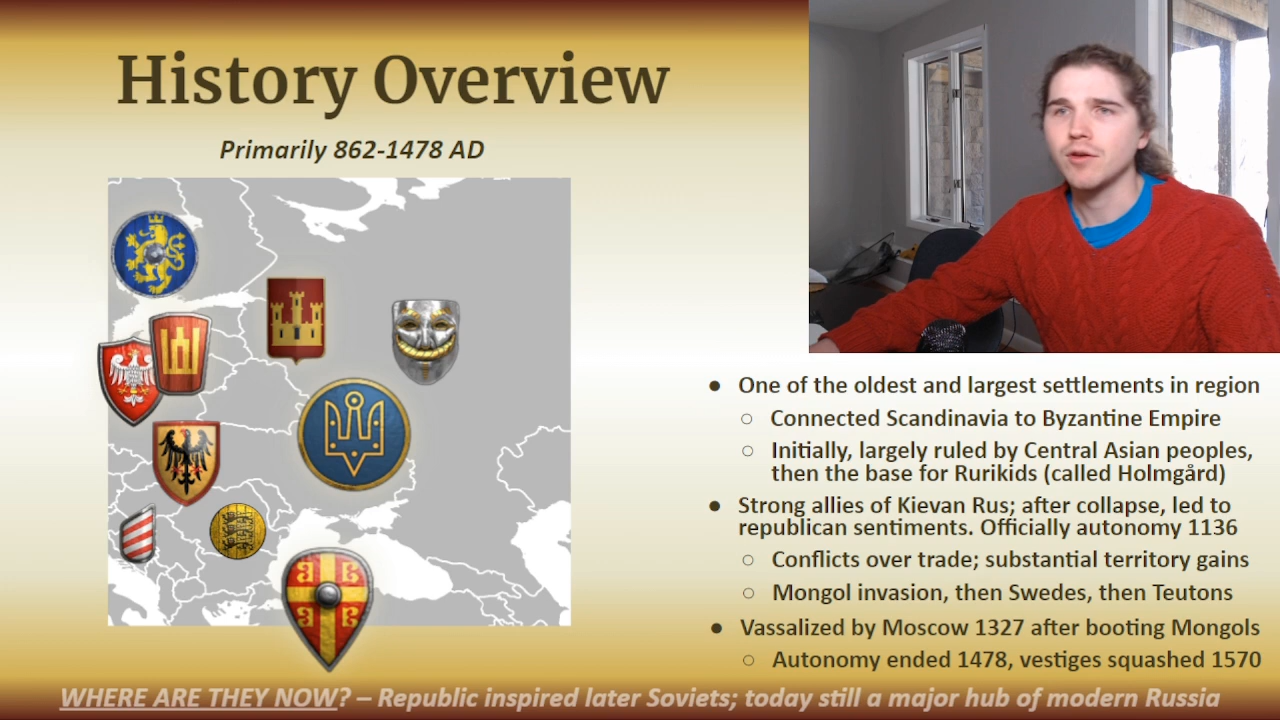 History Overview
Primarily 862-1478 AD
● One of the oldest and largest settlements in region
○ Connected Scandinavia to Byzantine Empire
○ Initially, largely ruled by Central Asian peoples,
then the base for Rurikids (called Holmgård)
● Strong allies of Kievan Rus; after collapse, led to
republican sentiments. Officially autonomy 1136
○ Conflicts over trade; substantial territory gains
○ Mongol invasion, then Swedes, then Teutons
● Vassalized by Moscow 1327 after booting Mongols
○ Autonomy ended 1478, vestiges squashed 1570
WHERE ARE THEY NOW? – Republic inspired later Soviets; today still a major hub of modern Russia